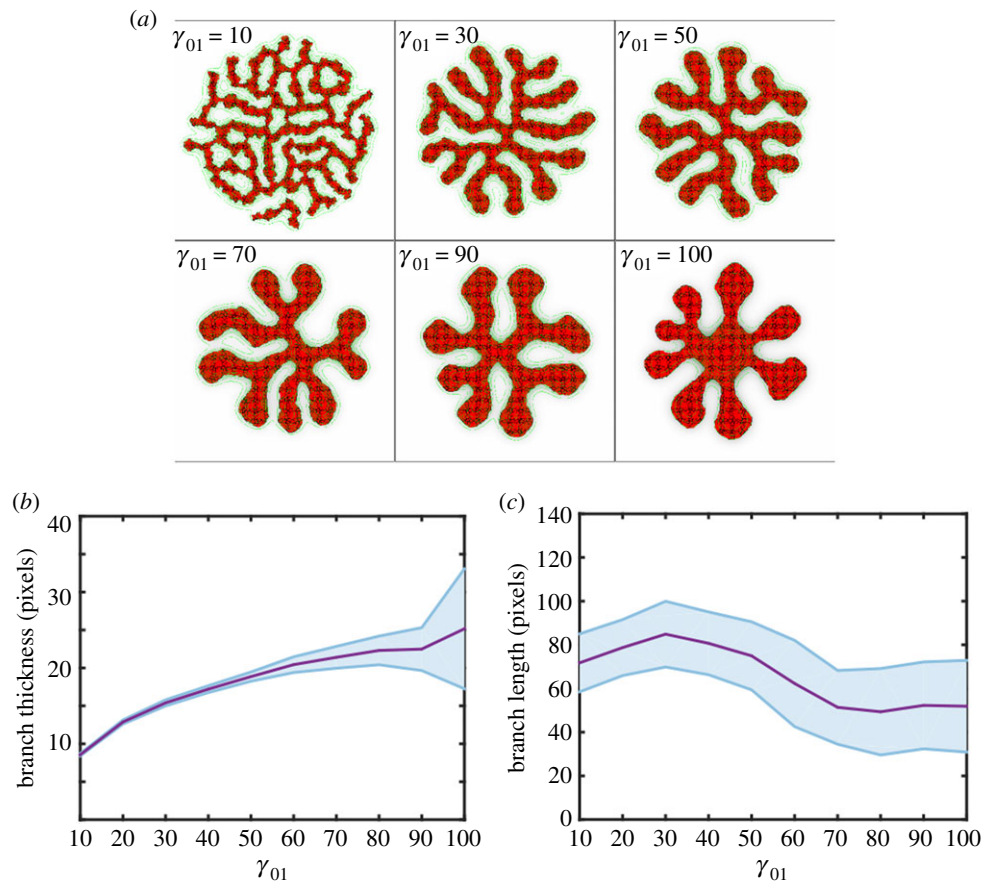 (a)
γ01 = 10
γ01 = 30
γ01 = 50
γ01 = 70
γ01 = 90
γ01 = 100
(b)
40
30
20
10
branch thickness (pixels)
10 20 30 40 50 60 70 80 90 100
γ01
(c)
140
120
100
80
60
40
20
0
branch length (pixels)
10 20 30 40 50 60 70 80 90 100
γ01